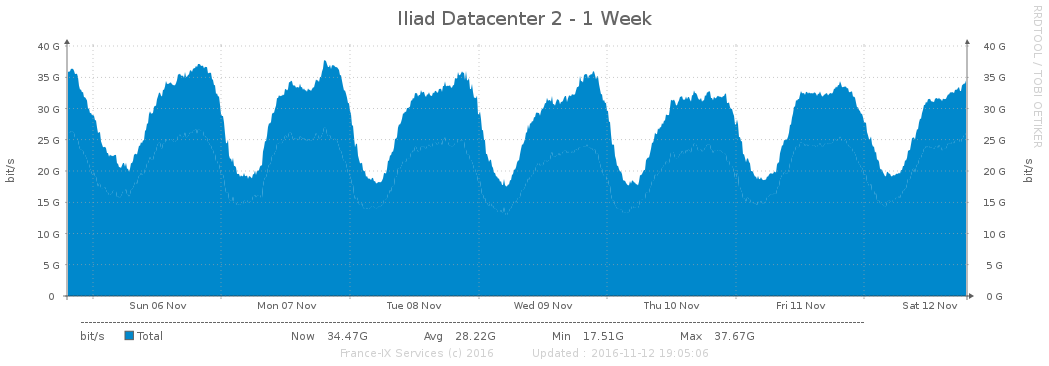 Iliad Datacenter 2 - 1 Week
RRDTOOL / TOBI OETIKER
40 G 40 G
35 G 35 G
30 G 30 G
25 G 25 G
20 G 20 G
15 G 15 G
10 G 10 G
5 G 5 G
0 0 G
bit/s
bit/s
Sun 06 Nov Mon 07 Nov Tue 08 Nov Wed 09 Nov Thu 10 Nov Fri 11 Nov Sat 12 Nov
bit/s Total Now 34.47G Avg 28.22G Min 17.51G Max 37.67G
France-IX Services (c) 2016 Updated : 2016-11-12 19:05:06